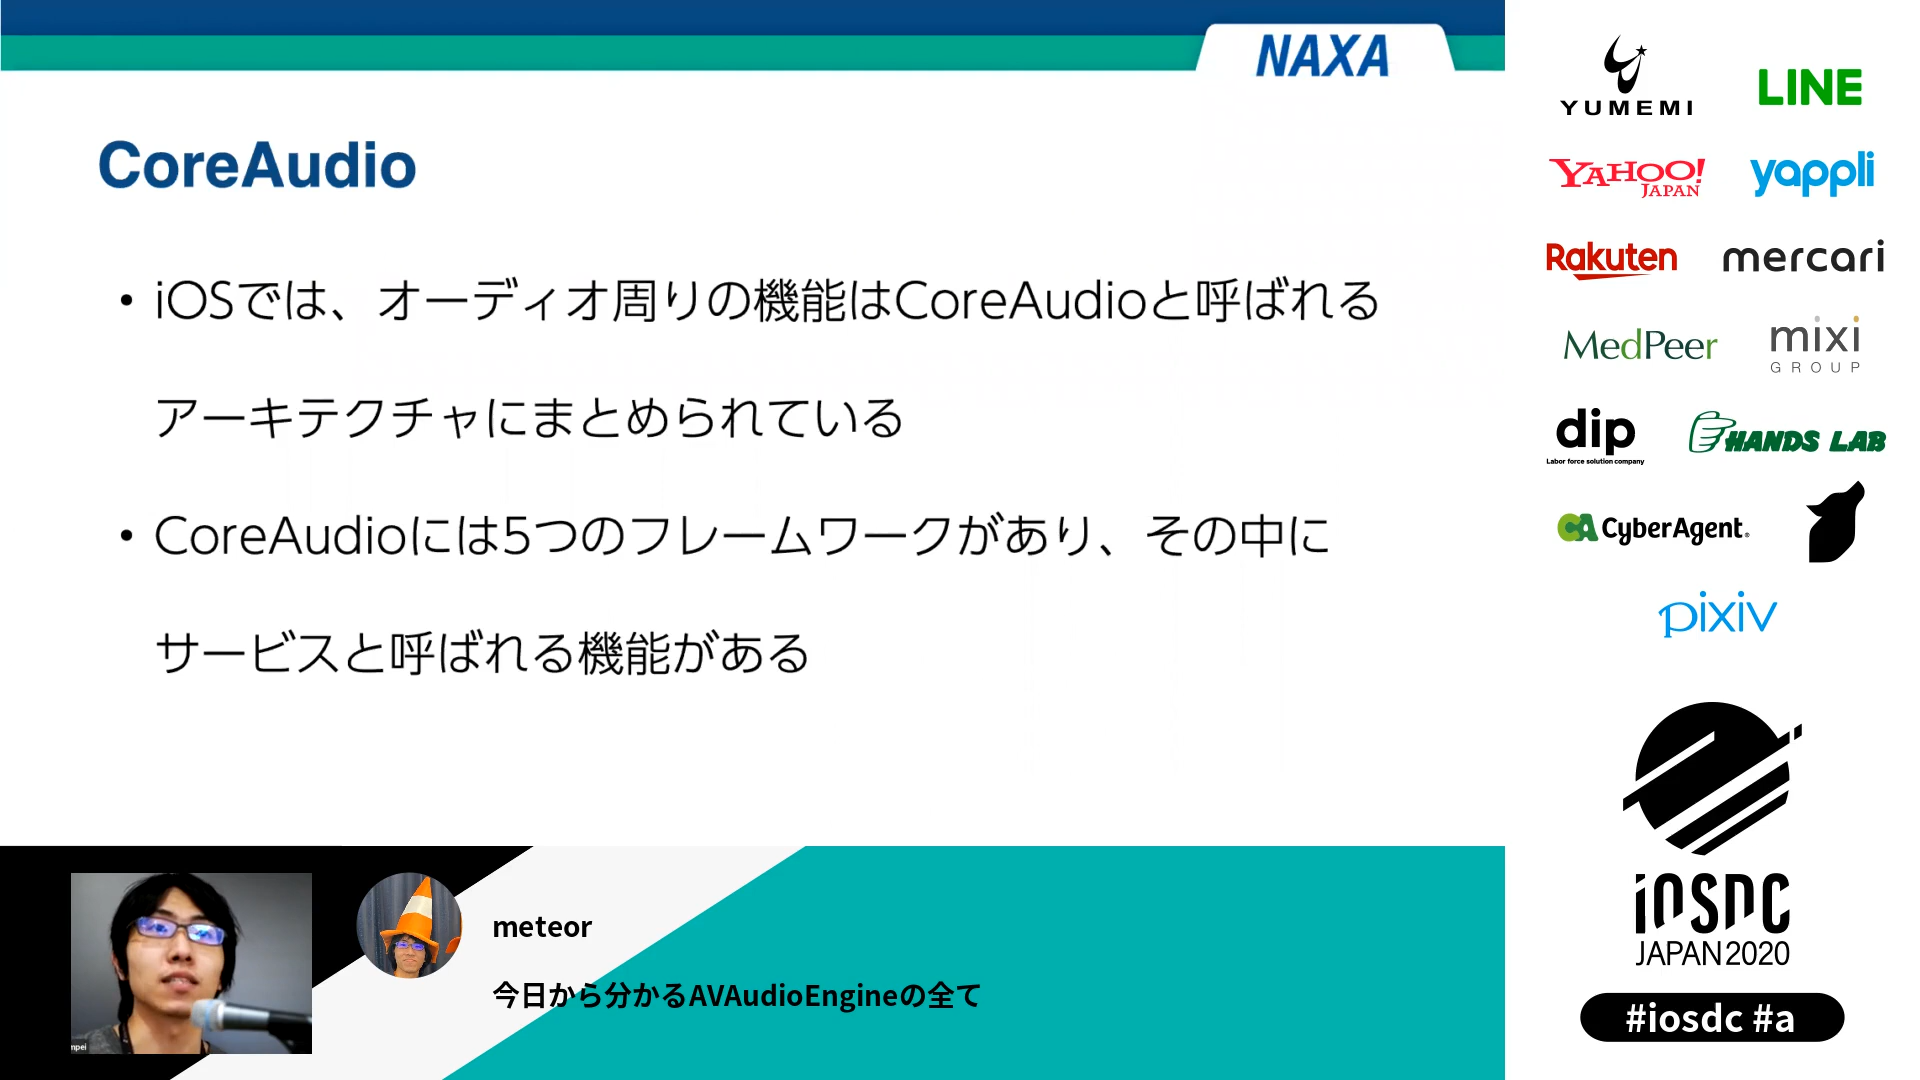 NAXA
CoreAudio
・iOSでは、オーディオ周りの機能はCoreAudioと呼ばれる
アーキテクチャにまとめられている
・CoreAudioには5つのフレームワークがあり、その中に
サービスと呼ばれる機能がある
mpei
meteor
今日から分かるAVAudioEngineの全て
YUMEMI
LINE
YAHOO!
JAPAN
yappli
Rakuten
mercari
MedPeer
mixi
GROUP
dip
Labor force solution company
HANDS LAB
CA CyberAgent.
pixiv
iOSDC
JAPAN 2020
#iosdc #a